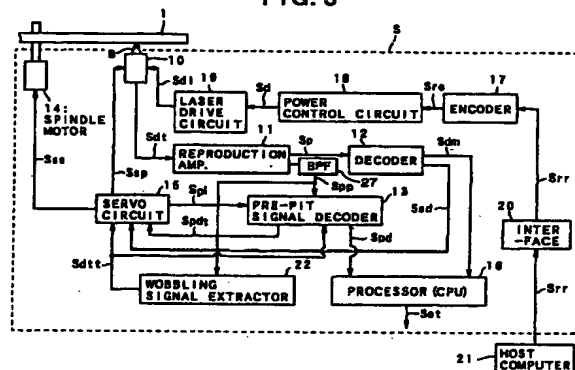 FIG. 8
1
S
B
10
14:
SPINDLE
MOTOR
Sdl
19
LASER
DRIVE
CIRCUIT
Sd
18
POWER
CONTROL CIRCUIT
Sre
17
ENCODER
Sss
Ssp
Sdt
11
REPRODUCTION
AMP.
Sp
12
DECODER
Sdm
BPF
27
Spp
13
Srr
15
SERVO
CIRCUIT
Spl
PRE-PIT
SIGNAL DECODER
Spdt
Ssd
20
INTER-
FACE
Sdtt
22
Spd
16
WOBBLING
SIGNAL EXTRACTOR
PROCESSOR (CPU)
Srr
Sot
21
HOST
COMPUTER